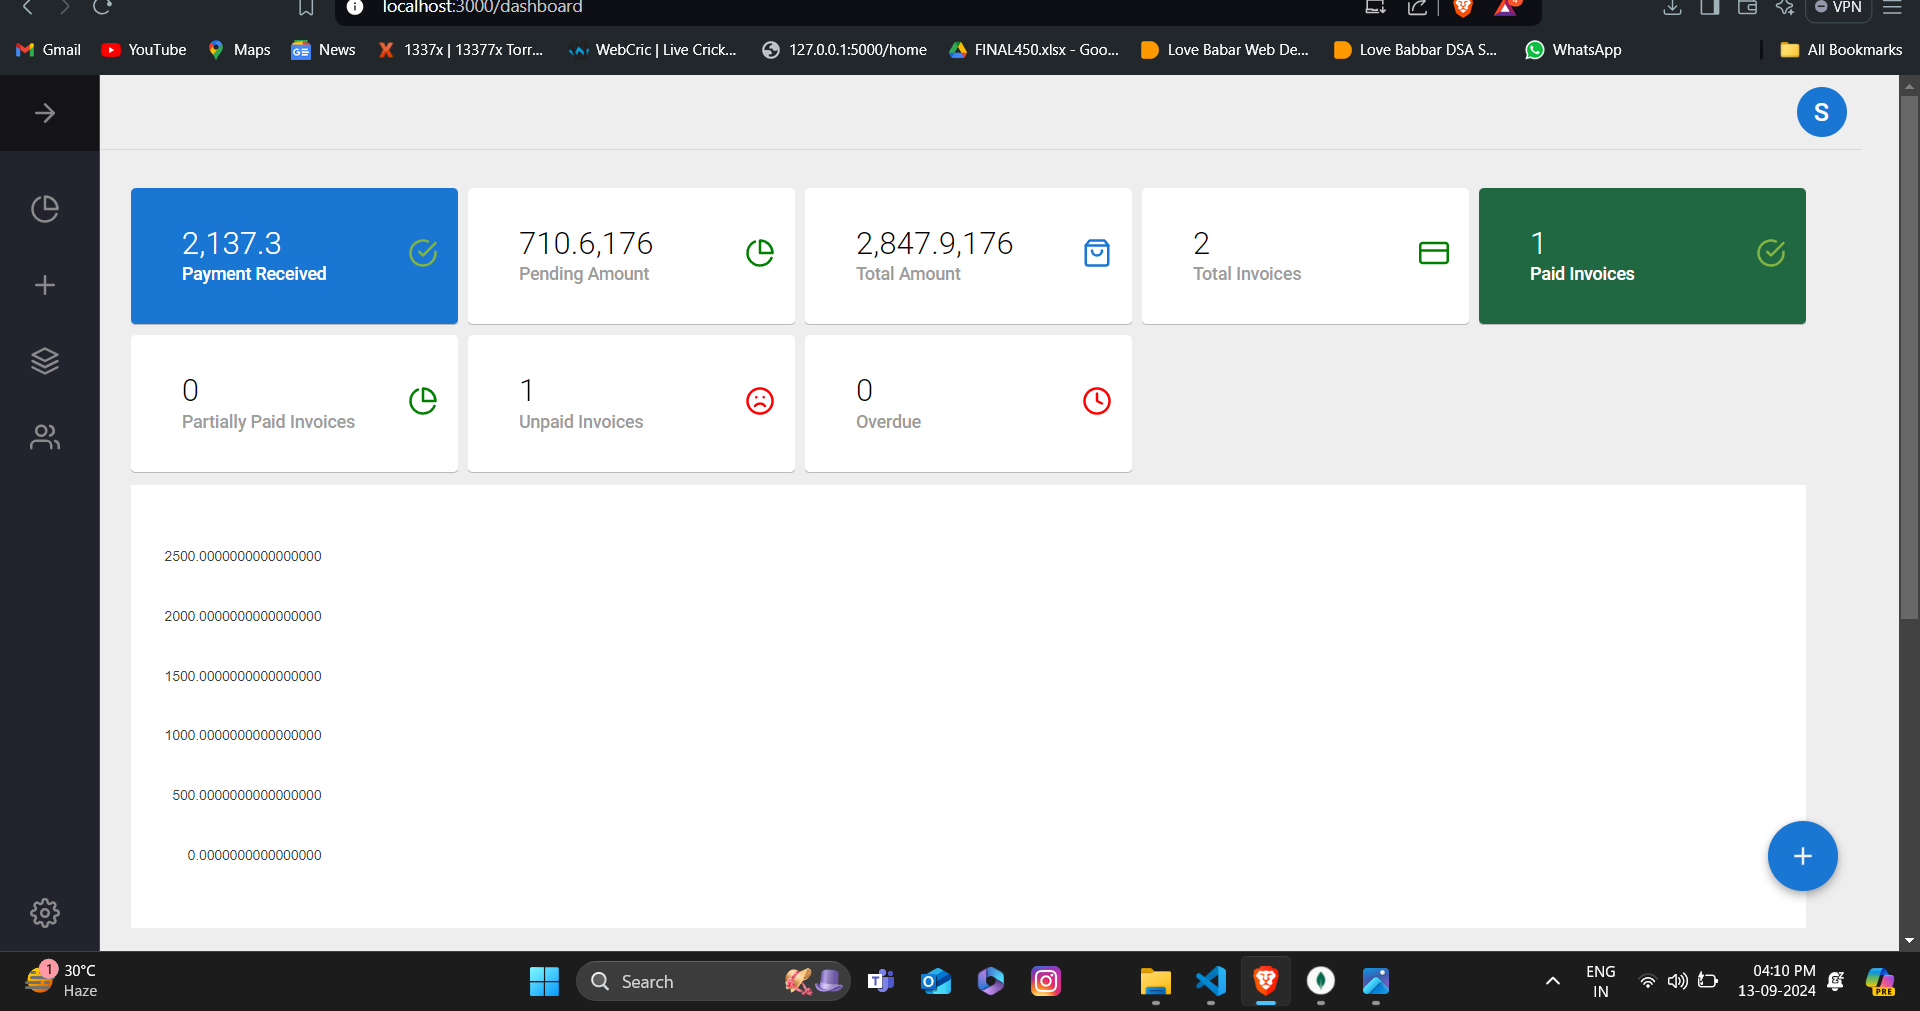 localhost:3000/dashboard
VPN
Gmail
YouTube
Maps
News
1337x | 13377x Torr...
WebCric | Live Crick...
127.0.0.1:5000/home
FINAL450.xlsx - Goo...
Love Babar Web De...
Love Babbar DSA S...
WhatsApp
All Bookmarks
S
2,137.3
Payment Received
710.6,176
Pending Amount
2,847.9,176
Total Amount
2
Total Invoices
1
Paid Invoices
0
Partially Paid Invoices
1
Unpaid Invoices
0
Overdue
2500.0000000000000000
2000.0000000000000000
1500.0000000000000000
1000.0000000000000000
500.0000000000000000
0.0000000000000000
1
30°C
Haze
Search
ENG
IN
04:10 PM
13-09-2024
PRE